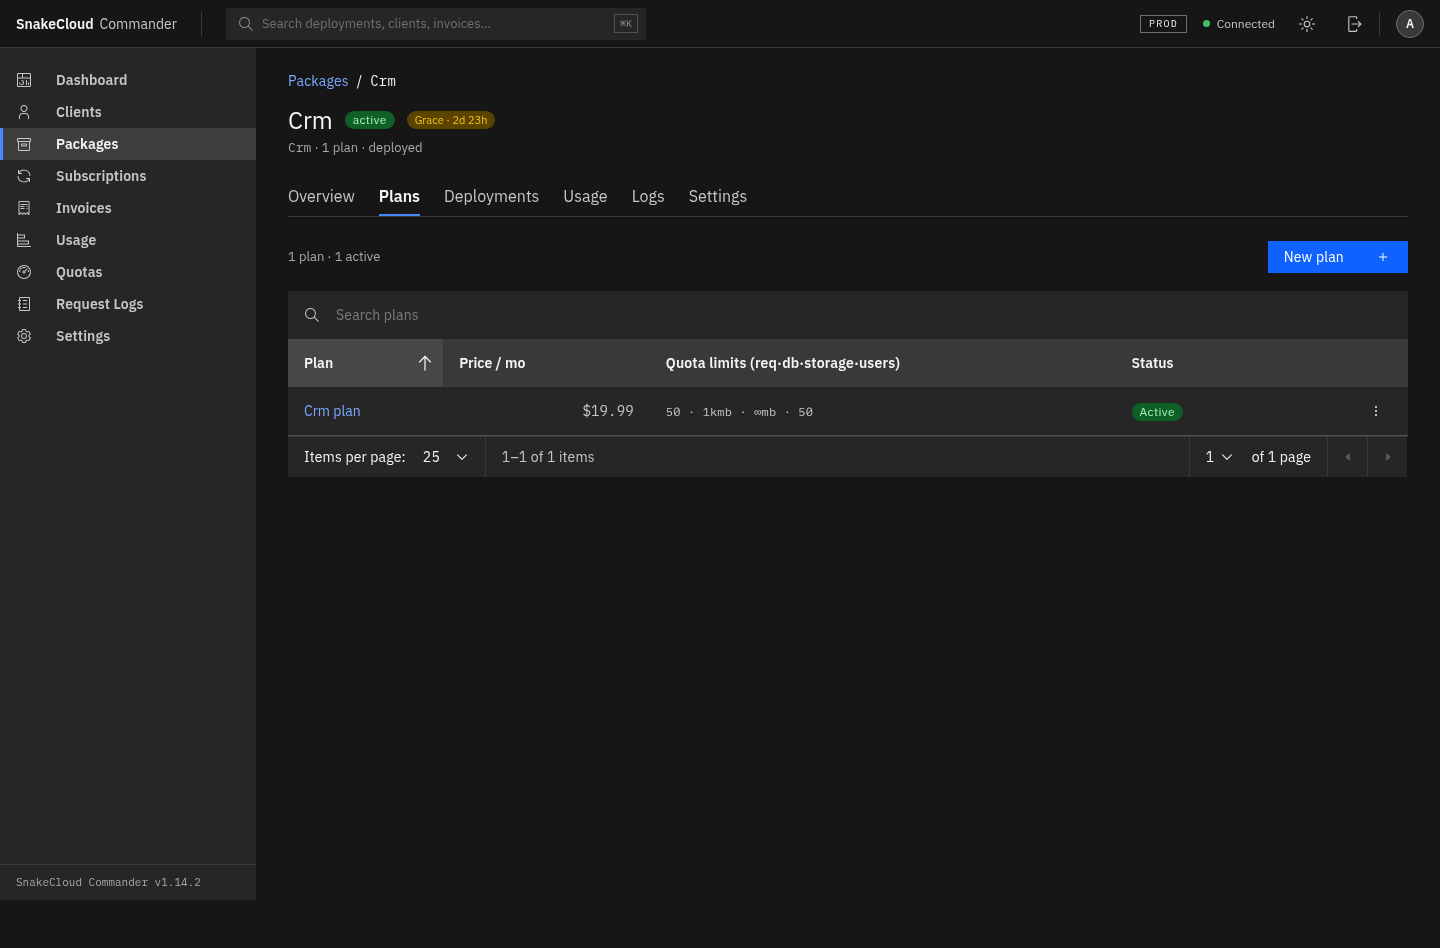 SnakeCloud Commander
Search deployments, clients, invoices...
⌘K
PROD
Connected
A
Dashboard
Clients
Packages
Subscriptions
Invoices
Usage
Quotas
Request Logs
Settings
SnakeCloud Commander v1.14.2
Packages / Crm
Crm active Grace · 2d 23h
Crm · 1 plan · deployed
Overview Plans Deployments Usage Logs Settings
1 plan · 1 active
New plan +
Search plans
Plan Price / mo Quota limits (req·db·storage·users) Status
Crm plan $19.99 50 · 1kmb · ∞mb · 50 Active
Items per page: 25 1–1 of 1 items 1 of 1 page